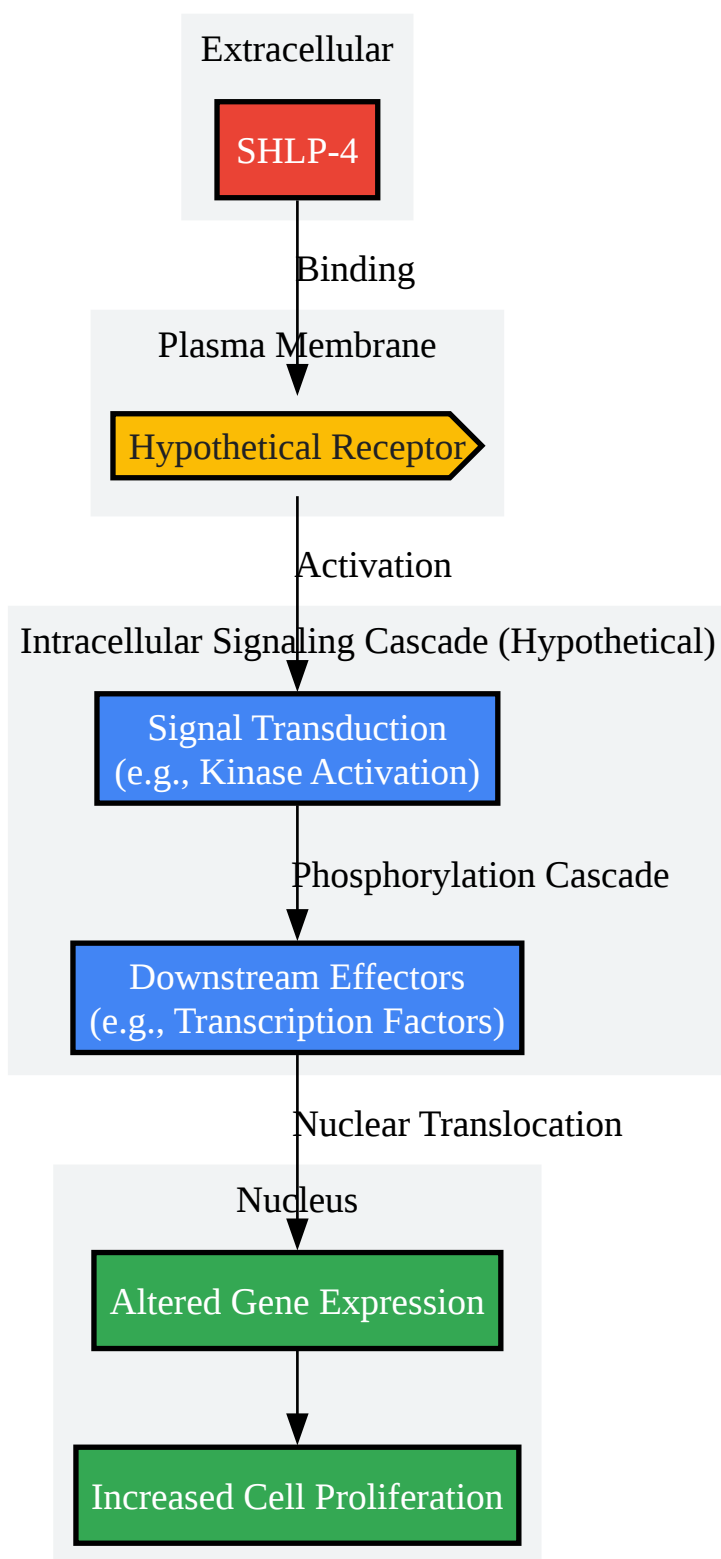 Extracellular
SHLP-4
Binding
Plasma Membrane
Hypothetical Receptor
Activation
Intracellular Signaling Cascade (Hypothetical)
Signal Transduction
(e.g., Kinase Activation)
Phosphorylation Cascade
Downstream Effectors
(e.g., Transcription Factors)
Nuclear Translocation
Nucleus
Altered Gene Expression
Increased Cell Proliferation